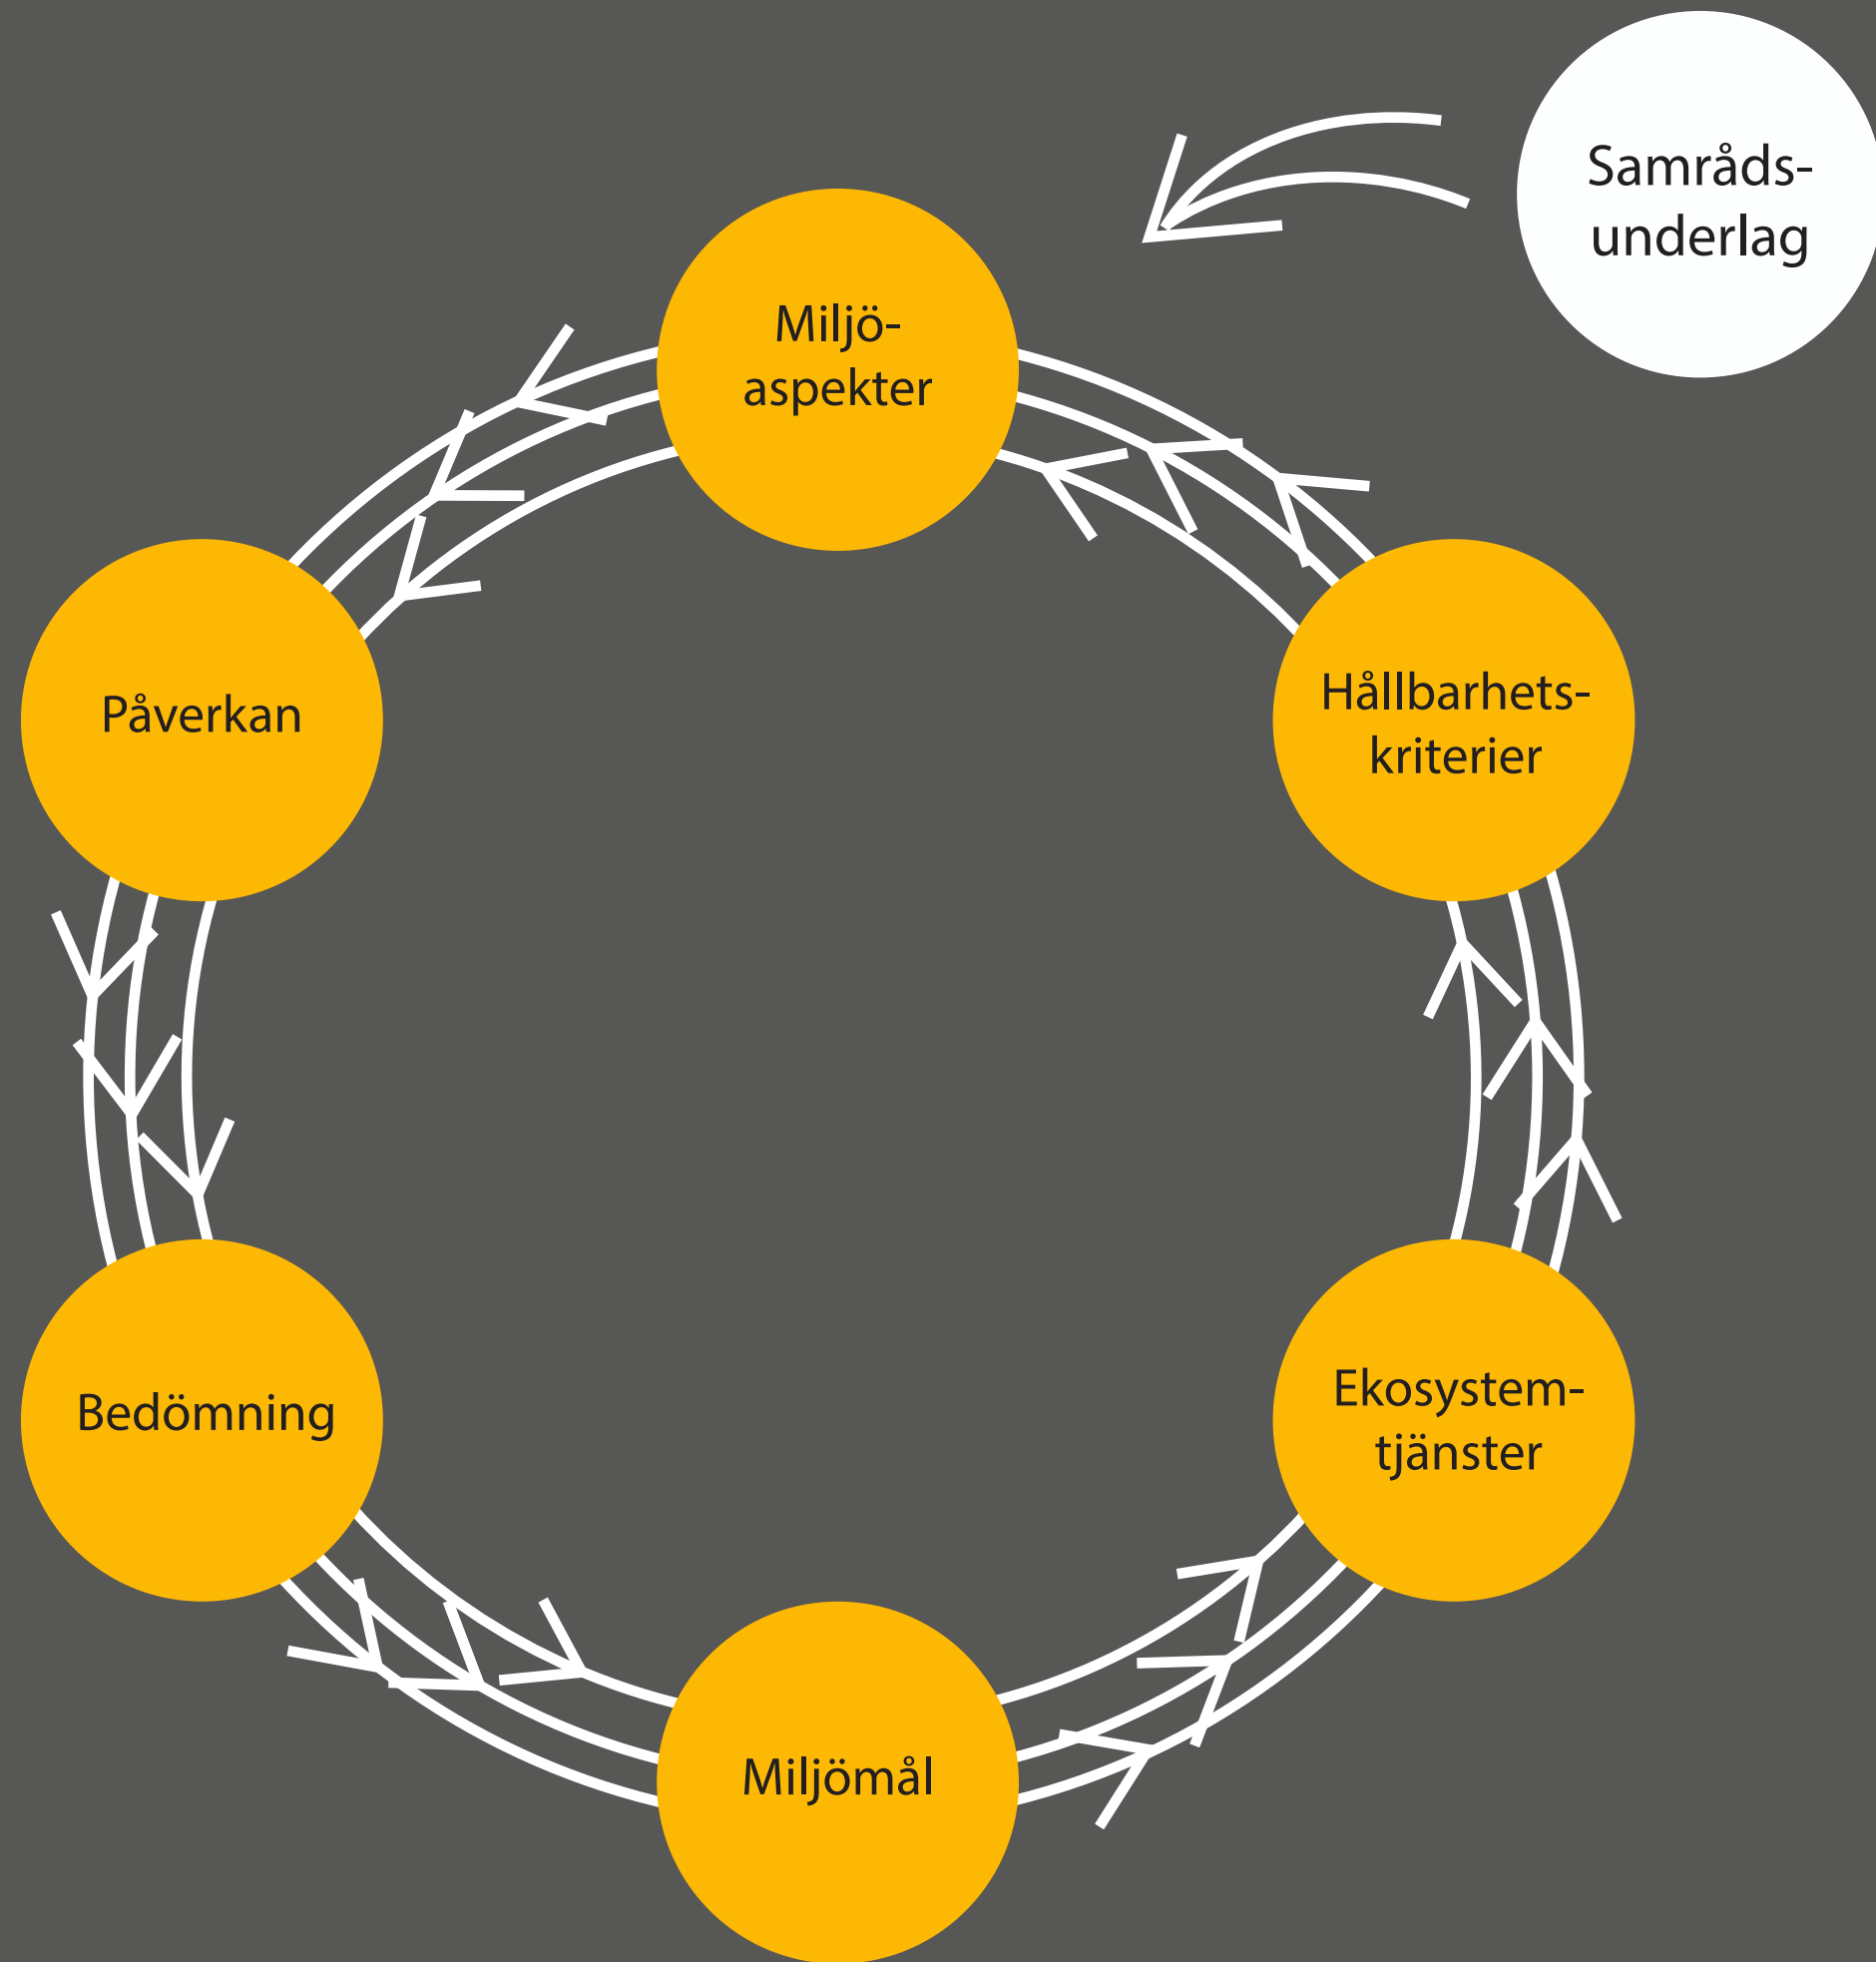 Samråds-
underlag
Miljö-
aspekter
Påverkan
Hållbarhets-
kriterier
Bedömning
Ekosystem-
tjänster
Miljömål